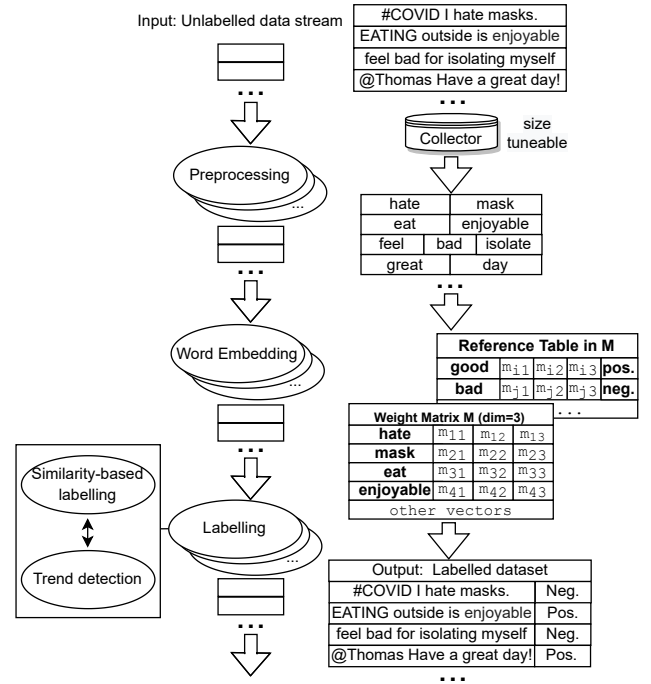 Input: Unlabelled data stream
#COVID I hate masks.
EATING outside is enjoyable
feel bad for isolating myself
@Thomas Have a great day!
...
...
Collector
size
tuneable
Preprocessing
...
hate mask
eat enjoyable
feel bad isolate
great day
...
...
Word Embedding
...
Reference Table in M
good mi1 mi2 mi3 pos.
bad mj1 mj2 mj3 neg.
...
Weight Matrix M (dim=3)
hate m11 m12 m13
mask m21 m22 m23
eat m31 m32 m33
enjoyable m41 m42 m43
other vectors
...
Similarity-based
labelling
Trend detection
Labelling
...
Output: Labelled dataset
#COVID I hate masks. Neg.
EATING outside is enjoyable Pos.
feel bad for isolating myself Neg.
@Thomas Have a great day! Pos.
...
...